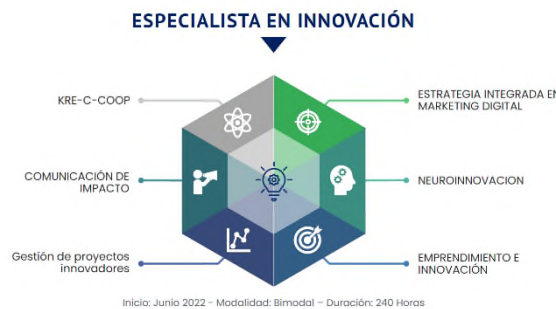 ESPECIALISTA EN INNOVACIÓN
KRE-C-COOP
ESTRATEGIA INTEGRADA EN
MARKETING DIGITAL
COMUNICACIÓN DE
IMPACTO
NEUROINNOVACION
Gestión de proyectos
innovadores
EMPRENDIMIENTO E
INNOVACIÓN
Inicio: Junio 2022 – Modalidad: Bimodal – Duración: 240 Horas